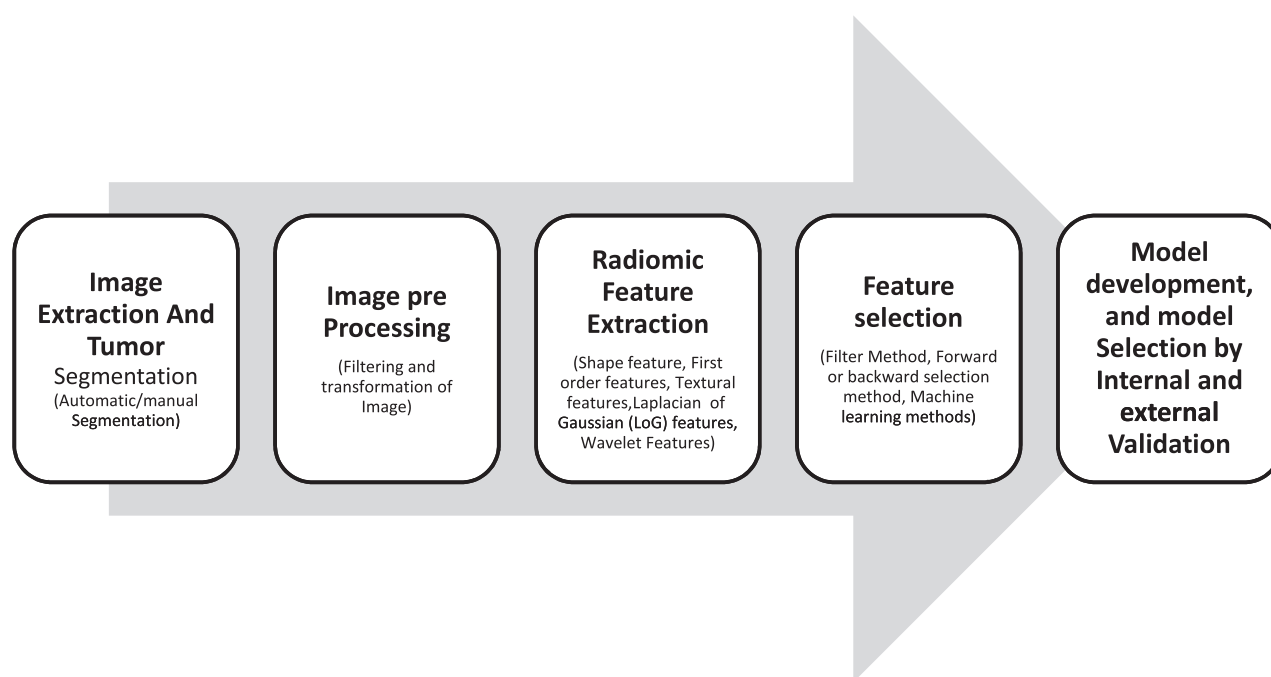 Image
Extraction And
Tumor
Segmentation
(Automatic/manual
Segmentation)
Image pre
Processing
(Filtering and
transformation of
Image)
Radiomic
Feature
Extraction
(Shape feature, First
order features, Textural
features,Laplacian of
Gaussian (LoG) features,
Wavelet Features)
Feature
selection
(Filter Method, Forward
or backward selection
method, Machine
learning methods)
Model
development,
and model
Selection by
Internal and
external
Validation